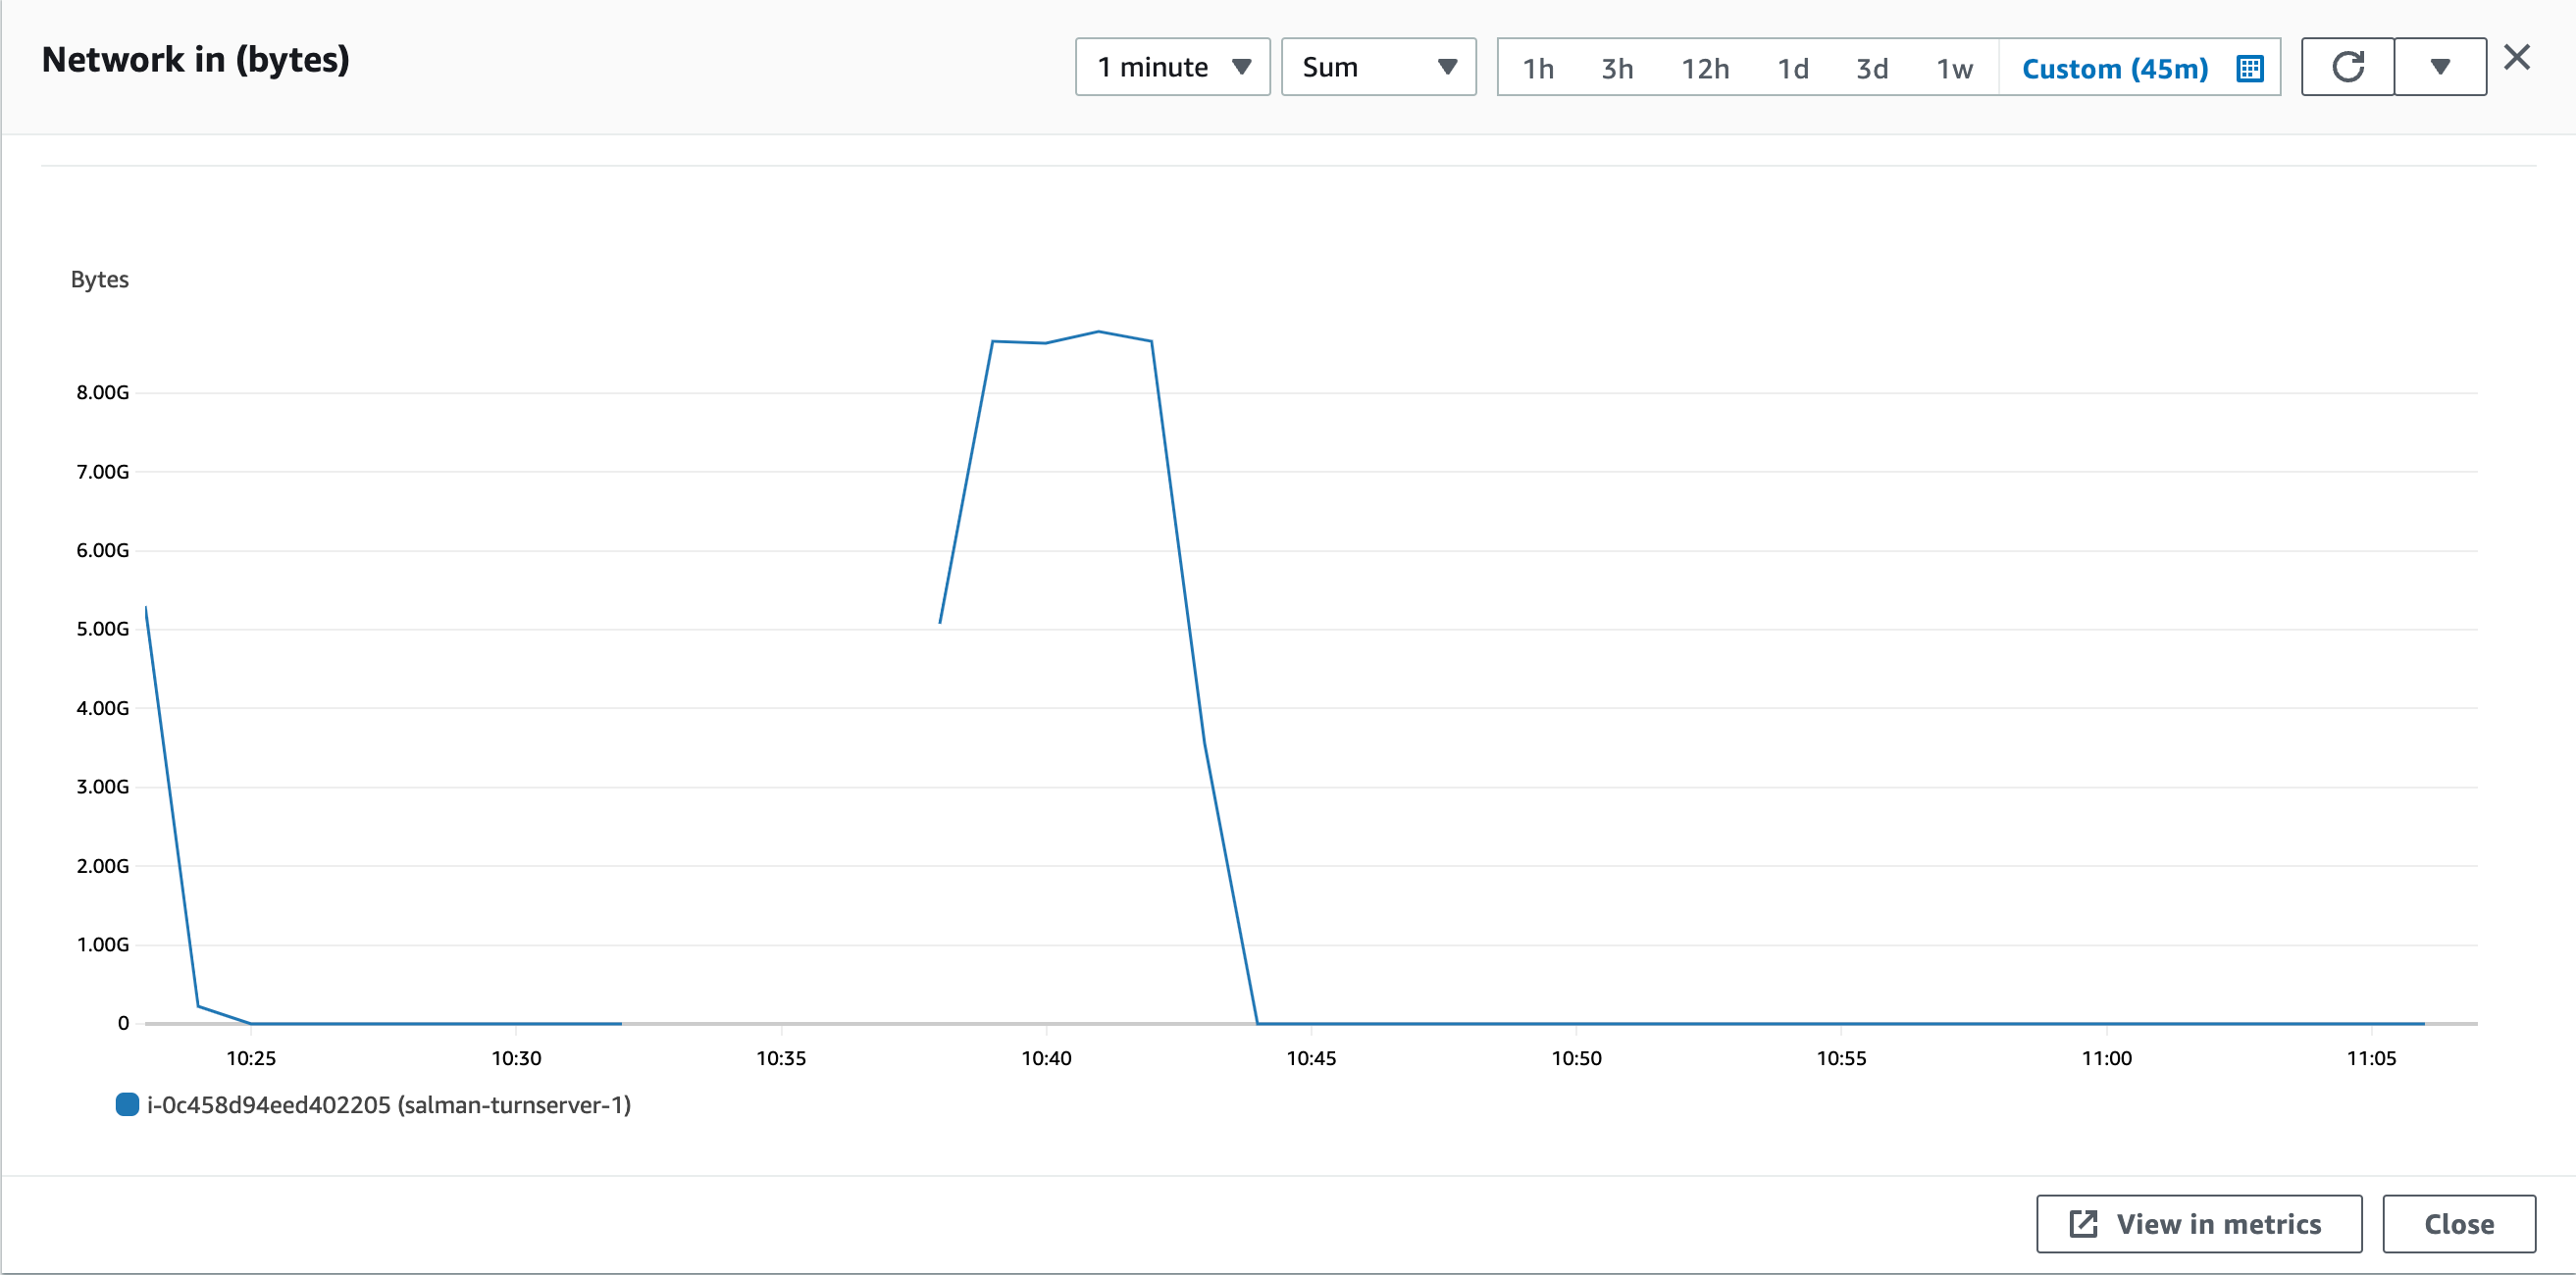 Network in (bytes)
1 minute
Sum
1h 3h 12h 1d 3d 1w Custom (45m)
Bytes
8.00G
7.00G
6.00G
5.00G
4.00G
3.00G
2.00G
1.00G
0
10:25 10:30 10:35 10:40 10:45 10:50 10:55 11:00 11:05
i-0c458d94eed402205 (salman-turnserver-1)
View in metrics
Close